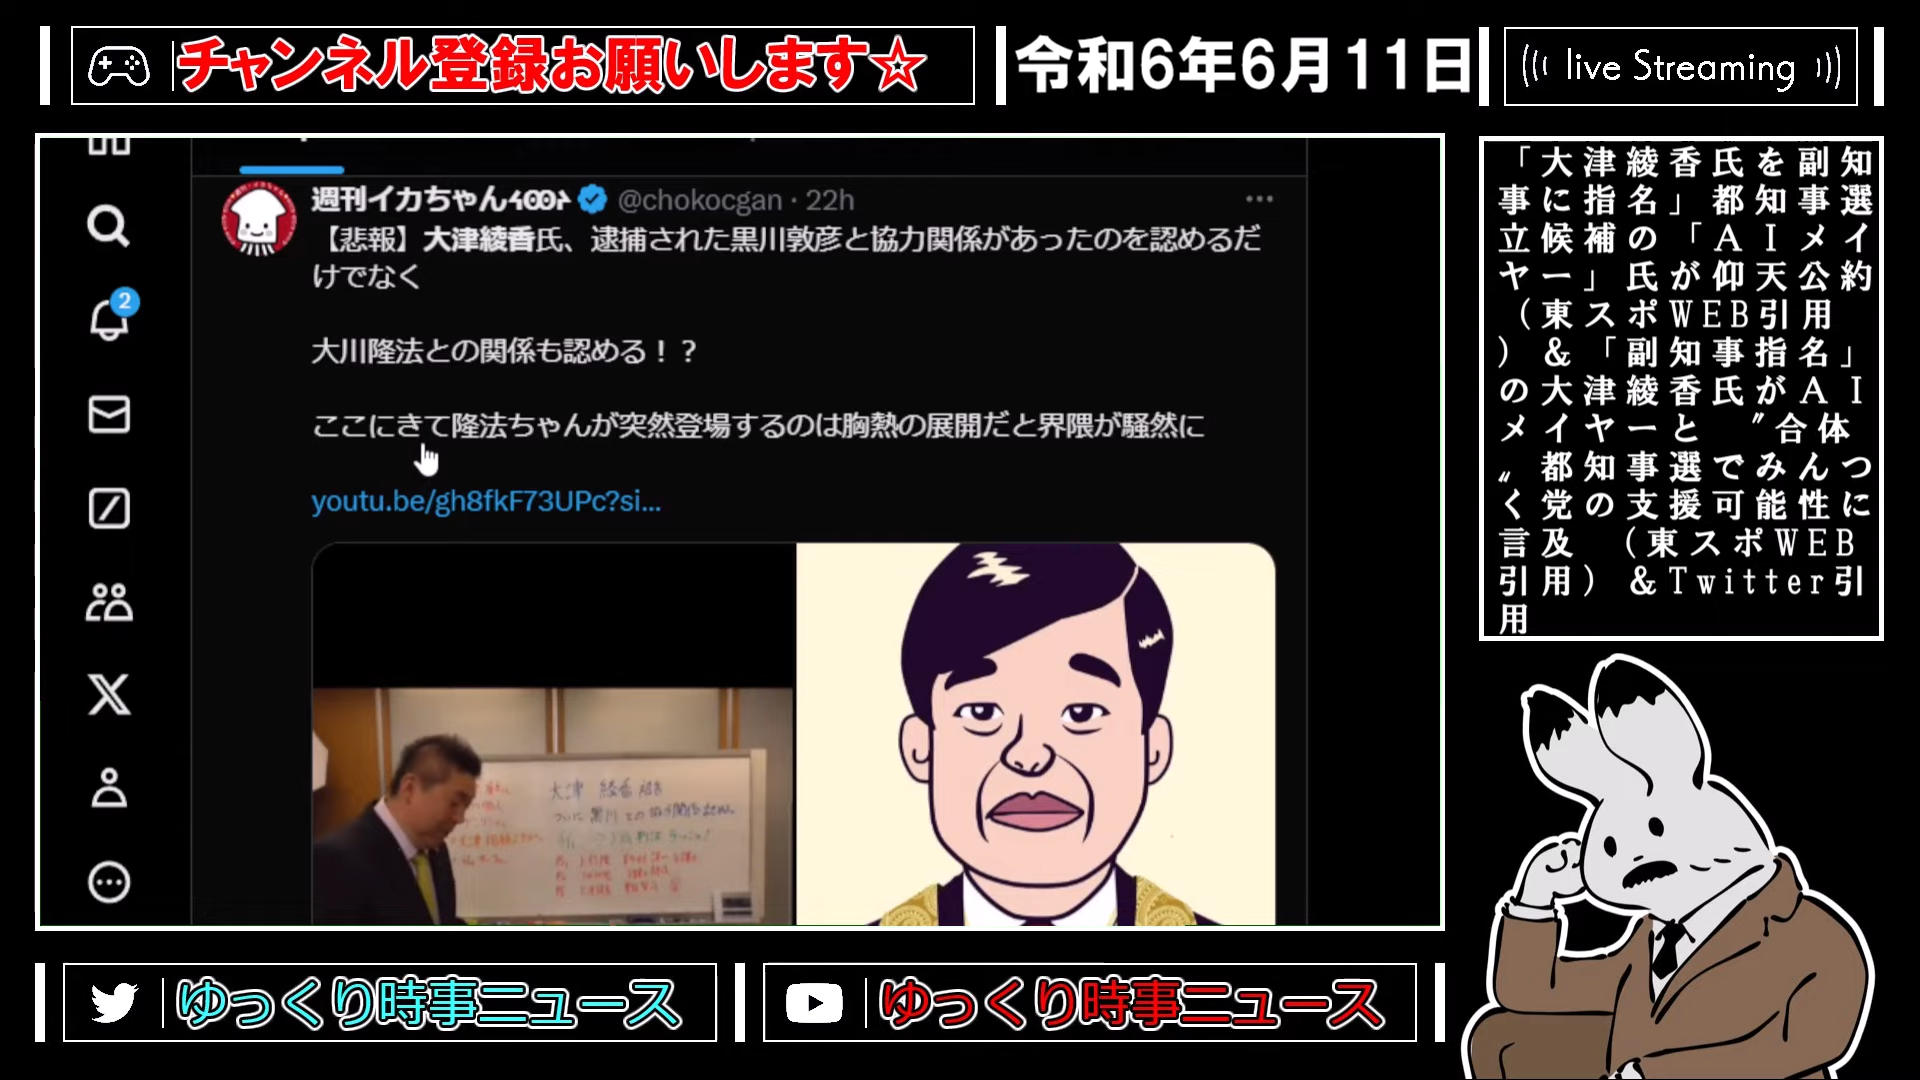 チャンネル登録お願いします☆
令和6年6月11日
live Streaming
2
週刊イカちゃん
@chokocgan · 22h
【悲報】大津綾香氏、逮捕された黒川敦彦と協力関係があったのを認めるだ
けでなく
大川隆法との関係も認める！？
ここにきて隆法ちゃんが突然登場するのは胸熱の展開だと界隈が騒然に
youtu.be/gh8fkF73UPc?si...
大津 綾香
「大津綾香氏を副知
事に指名」都知事選
立候補の「ＡＩメイ
ヤー」氏が仰天公約
（東スポWEB引用
）＆「副知事指名」
の大津綾香氏がＡＩ
メイヤーと〝合体
〟都知事選でみんつ
く党の支援可能性に
言及（東スポWEB
引用）＆Twitter引
用
ゆっくり時事ニュース
ゆっくり時事ニュース